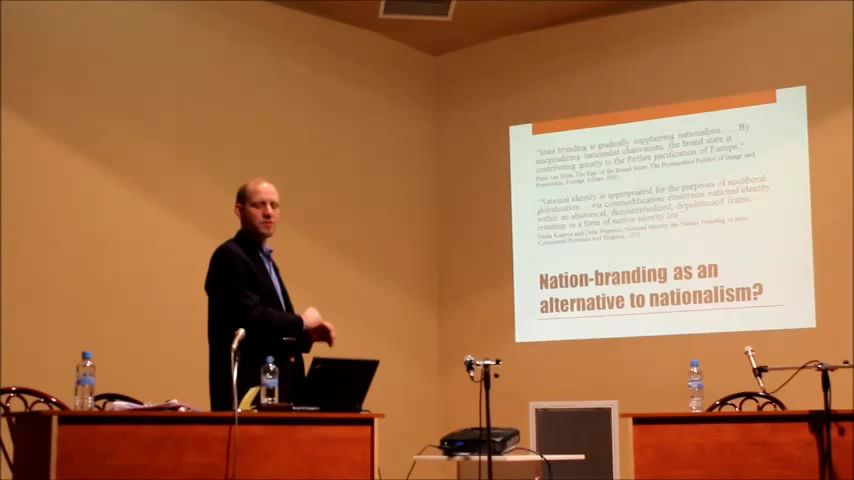 "State branding is gradually supplanting nationalism ... By
marginalizing nationalist chauvinism, the brand state is
contributing greatly to the further pacification of Europe."
Peter van Ham, The Rise of the Brand State: The Postmodern Politics of Image and
Reputation, Foreign Affairs 2001
"National identity is appropriated for the purposes of neoliberal
globalization ... via commodification; constrains national identity
within an ahistorical, decontextualized, depoliticised frame,
resulting in a form of nation identity lite"
Nadia Kaneva and Delia Popescu, National Identity lite: Nation branding in post-
Communist Romania and Bulgaria, 2011
Nation-branding as an
alternative to nationalism?